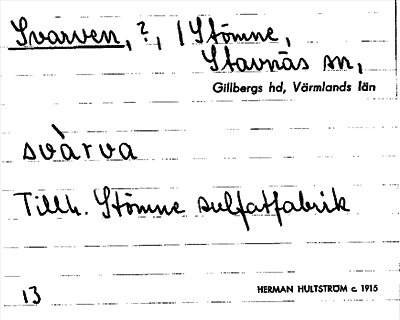 Svarven, ?, / Stömne,
Stavnäs sn,
Gillbergs hd, Värmlands län
svàrva
Tillh. Stömne sulfatfabrik
13
HERMAN HULTSTRÖM c. 1915